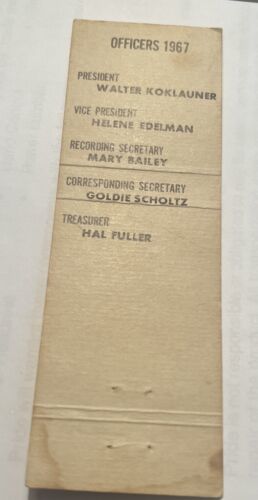 OFFICERS 1967
PRESIDENT
WALTER KOKLAUNER
VICE PRESIDENT
HELENE EDELMAN
RECORDING SECRETARY
MARY BAILEY
CORRESPONDING SECRETARY
GOLDIE SCHOLTZ
TREASURER
HAL FULLER